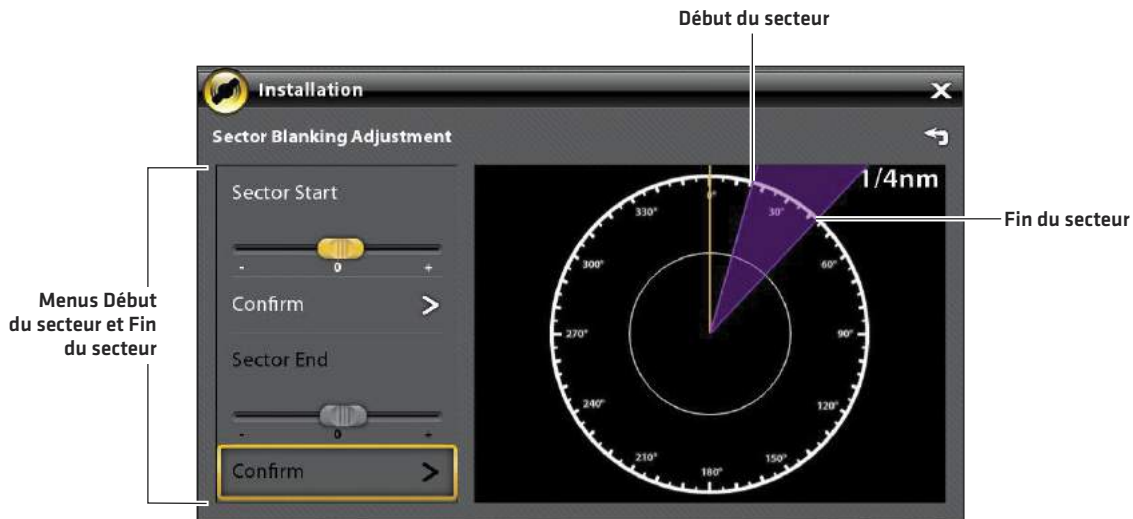 Début du secteur
Installation
X
Sector Blanking Adjustment
Sector Start
- 0 +
Confirm >
Sector End
- 0 +
Confirm >
1/4nm
0°
30°
60°
90°
120°
150°
180°
210°
240°
270°
300°
330°
Fin du secteur
Menus Début
du secteur et Fin
du secteur